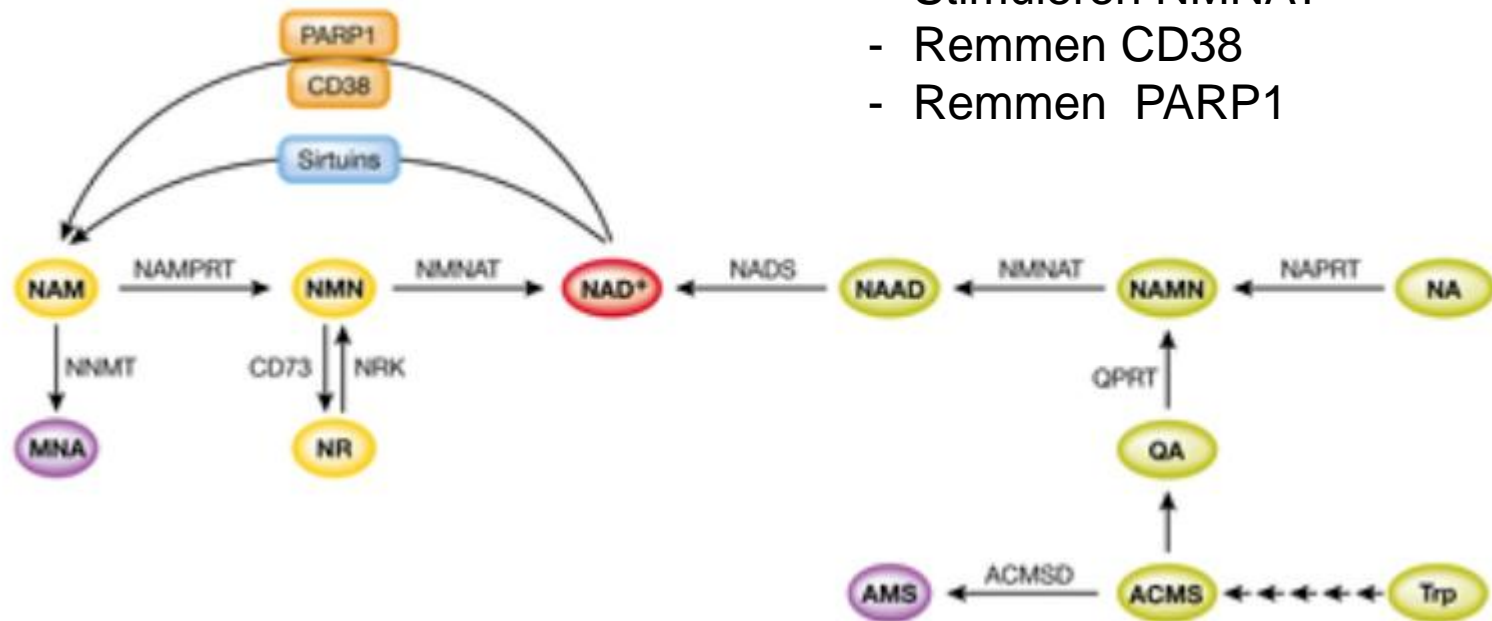 - Remmen CD38
- Remmen PARP1
PARP1
CD38
Sirtuins
NAM
NAMPRT
NMN
NMNAT
NAD+
NADS
NAAD
NMNAT
NAMN
NAPRT
NA
NNMT
CD73
NRK
QPRT
MNA
NR
QA
AMS
ACMSD
ACMS
Trp